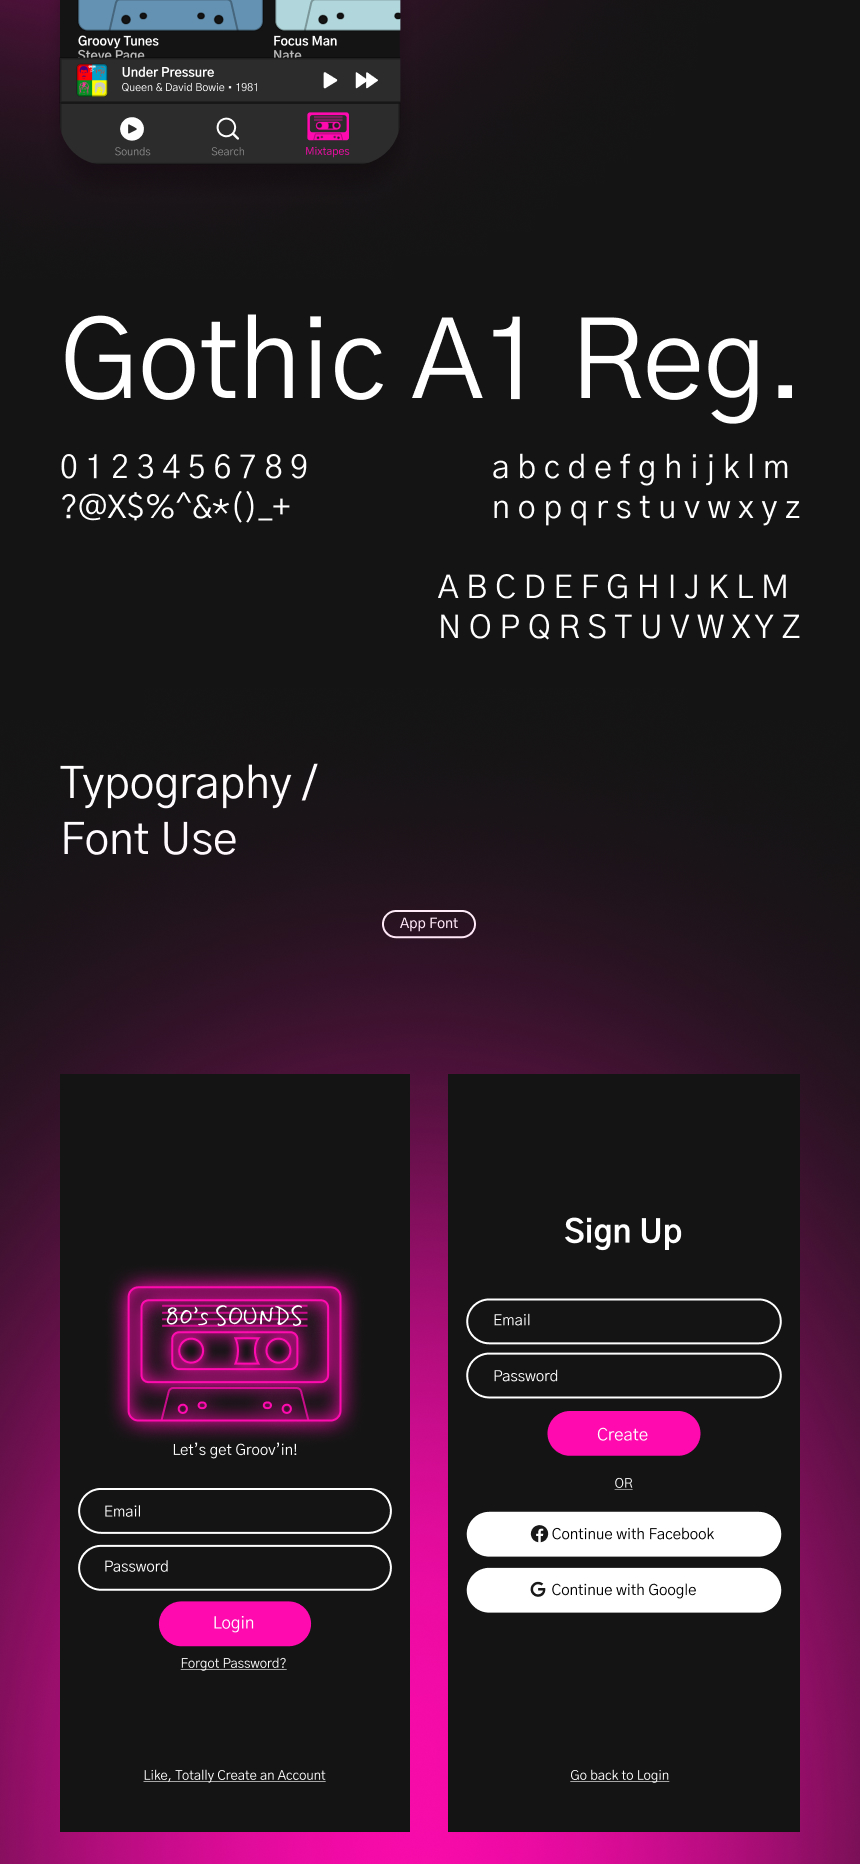 Groovy Tunes
Steve Page
Focus Man
Nate
Under Pressure
Queen & David Bowie • 1981
Sounds
Search
Mixtapes
Gothic A1 Reg.
0 1 2 3 4 5 6 7 8 9
?@X$%^&*()_+
a b c d e f g h i j k l m
n o p q r s t u v w x y z
A B C D E F G H I J K L M
N O P Q R S T U V W X Y Z
Typography /
Font Use
App Font
80's SOUNDS
Let's get Groov'in!
Email
Password
Login
Forgot Password?
Like, Totally Create an Account
Sign Up
Email
Password
Create
OR
Continue with Facebook
Continue with Google
Go back to Login